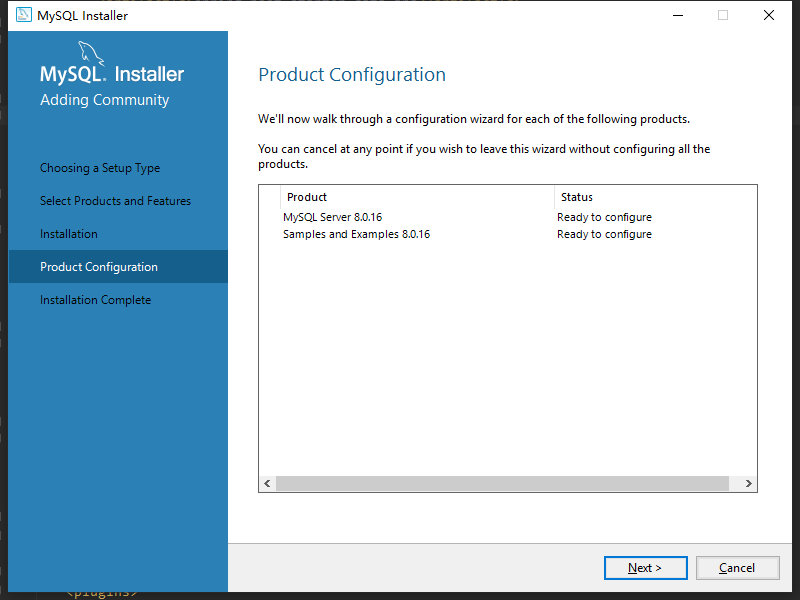 MySQL Installer
MySQL. Installer
Adding Community
Choosing a Setup Type
Select Products and Features
Installation
Product Configuration
Installation Complete
Product Configuration
We'll now walk through a configuration wizard for each of the following products.
You can cancel at any point if you wish to leave this wizard without configuring all the
products.
Product Status
MySQL Server 8.0.16 Ready to configure
Samples and Examples 8.0.16 Ready to configure
Next > Cancel
<plugins>